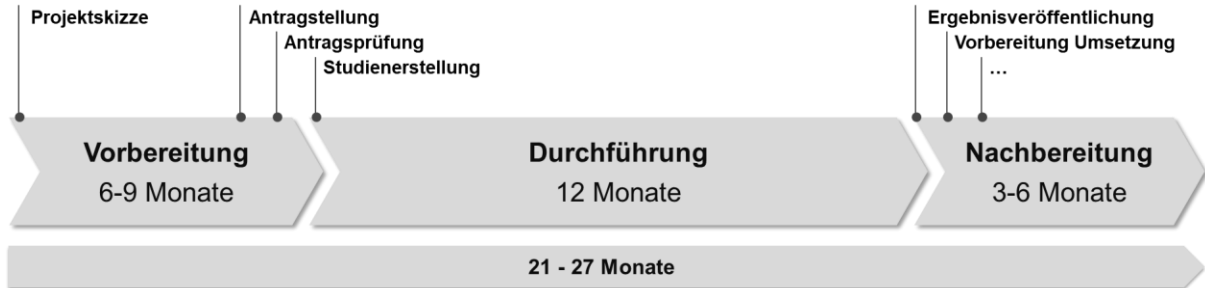 Projektskizze
Antragstellung
Antragsprüfung
Studienerstellung
Ergebnisveröffentlichung
Vorbereitung Umsetzung
...
Vorbereitung
6-9 Monate
Durchführung
12 Monate
Nachbereitung
3-6 Monate
21 - 27 Monate